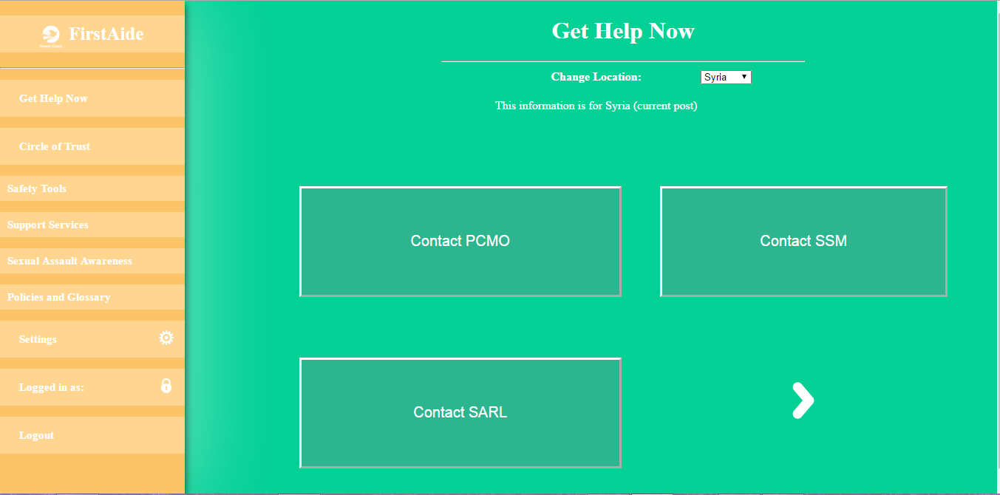 FirstAide
Get Help Now
Circle of Trust
Safety Tools
Support Services
Sexual Assault Awareness
Policies and Glossary
Settings
Logged in as:
Logout
Get Help Now
Change Location:
Syria
This information is for Syria (current post)
Contact PCMO
Contact SSM
Contact SARL